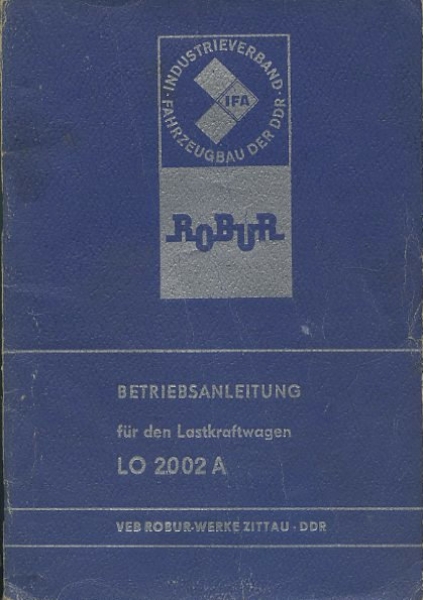 · INDUSTRIEVERBAND ·
FAHRZEUGBAU DER DDR
IFA
ROBUR
BETRIEBSANLEITUNG
für den Lastkraftwagen
LO 2002 A
VEB ROBUR-WERKE ZITTAU · DDR